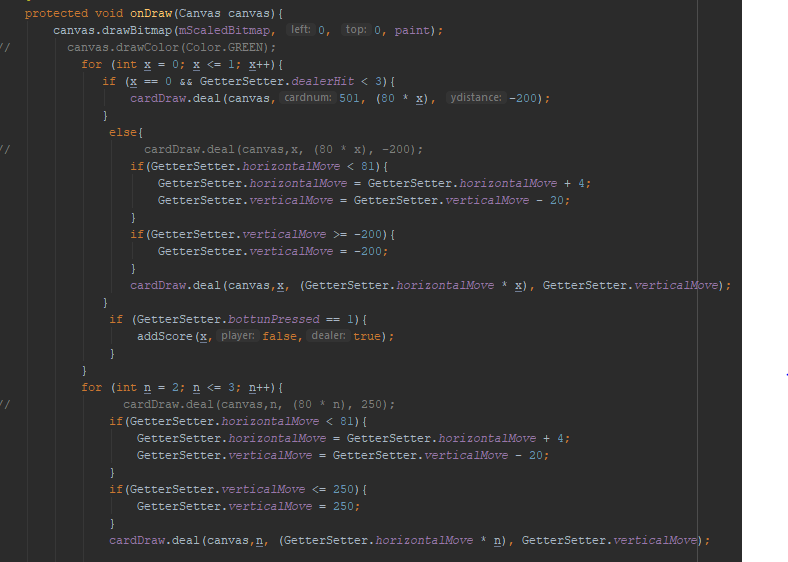 protected void onDraw(Canvas canvas){
canvas.drawBitmap(mScaledBitmap, left: 0, top: 0, paint);
// canvas.drawColor(Color.GREEN);
for (int x = 0; x <= 1; x++){
if (x == 0 && GetterSetter.dealerHit < 3){
cardDraw.deal(canvas, cardnum: 501, (80 * x), ydistance: -200);
}
else{
// cardDraw.deal(canvas,x, (80 * x), -200);
if(GetterSetter.horizontalMove < 81){
GetterSetter.horizontalMove = GetterSetter.horizontalMove + 4;
GetterSetter.verticalMove = GetterSetter.verticalMove - 20;
}
if(GetterSetter.verticalMove >= -200){
GetterSetter.verticalMove = -200;
}
cardDraw.deal(canvas,x, (GetterSetter.horizontalMove * x), GetterSetter.verticalMove);
}
if (GetterSetter.bottunPressed == 1){
addScore(x, player: false, dealer: true);
}
}
for (int n = 2; n <= 3; n++){
// cardDraw.deal(canvas,n, (80 * n), 250);
if(GetterSetter.horizontalMove < 81){
GetterSetter.horizontalMove = GetterSetter.horizontalMove + 4;
GetterSetter.verticalMove = GetterSetter.verticalMove - 20;
}
if(GetterSetter.verticalMove <= 250){
GetterSetter.verticalMove = 250;
}
cardDraw.deal(canvas,n, (GetterSetter.horizontalMove * n), GetterSetter.verticalMove);